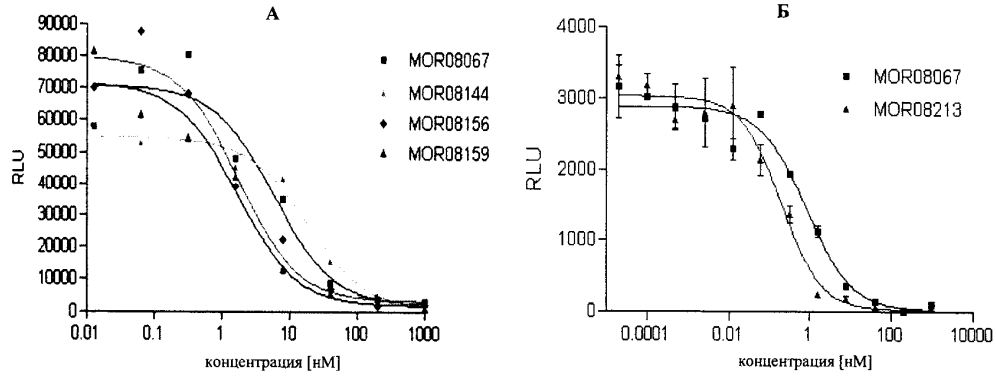 А
90000
80000
70000
60000
50000
40000
30000
20000
10000
0
RLU
0.01 0.1 1 10 100 1000
концентрация [нМ]
MOR08067
MOR08144
MOR08156
MOR08159
Б
4000
3000
2000
1000
0
RLU
0.0001 0.01 1 100 10000
концентрация [нМ]
MOR08067
MOR08213